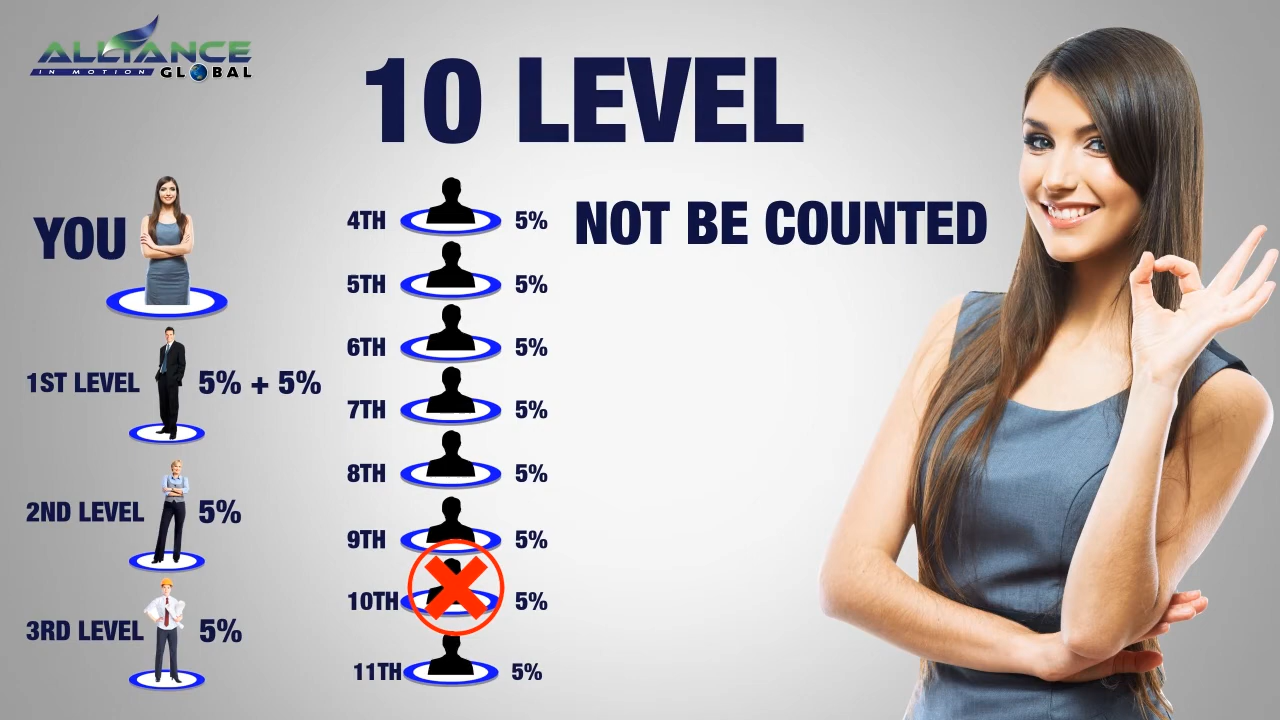 ALLIANCE
IN MOTION GLOBAL
10 LEVEL
YOU
1ST LEVEL 5% + 5%
2ND LEVEL 5%
3RD LEVEL 5%
4TH 5% NOT BE COUNTED
5TH 5%
6TH 5%
7TH 5%
8TH 5%
9TH 5%
10TH 5%
11TH 5%